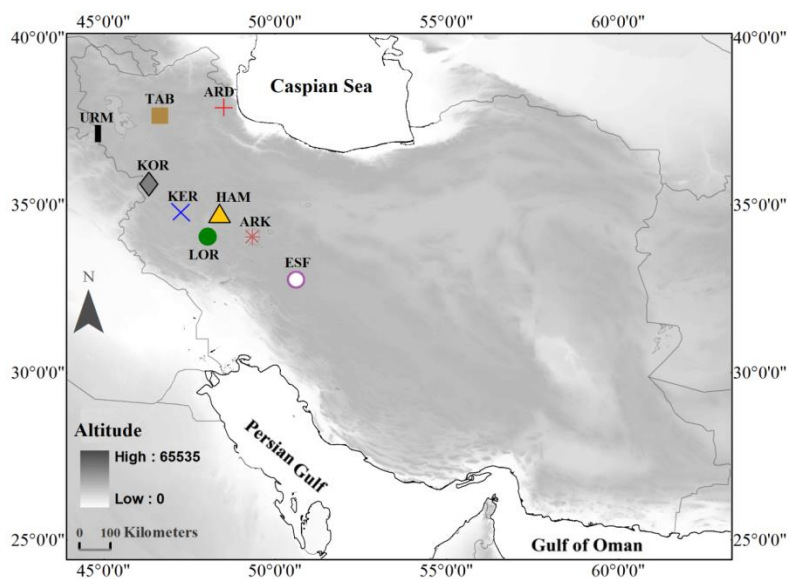 45°0'0"E 50°0'0"E 55°0'0"E 60°0'0"E
40°0'0"N 40°0'0"N
Caspian Sea
TAB ARD
URM
KOR
KER HAM
35°0'0"N 35°0'0"N
ARK
LOR
ESF
N
30°0'0"N 30°0'0"N
Altitude
High : 65535
Low : 0
Persian Gulf
0 100 Kilometers
25°0'0"N 25°0'0"N
Gulf of Oman
45°0'0"E 50°0'0"E 55°0'0"E 60°0'0"E